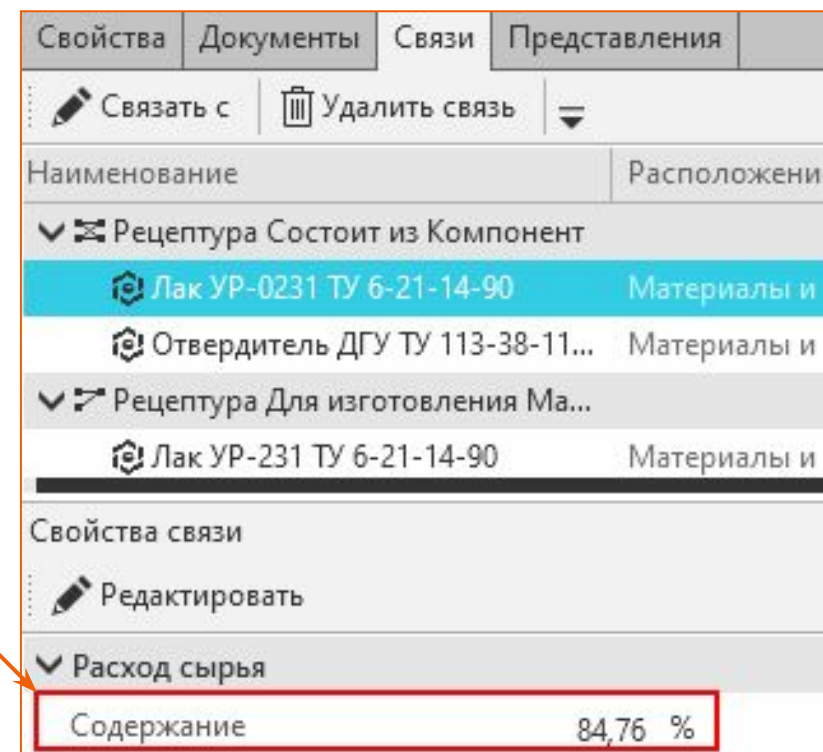 Свойства Документы Связи Представления
Связать с Удалить связь
Наименование Расположени
Рецептура Состоит из Компонент
Лак УР-0231 ТУ 6-21-14-90 Материалы и
Отвердитель ДГУ ТУ 113-38-11... Материалы и
Рецептура Для изготовления Ма...
Лак УР-231 ТУ 6-21-14-90 Материалы и
Свойства связи
Редактировать
Расход сырья
Содержание 84,76 %